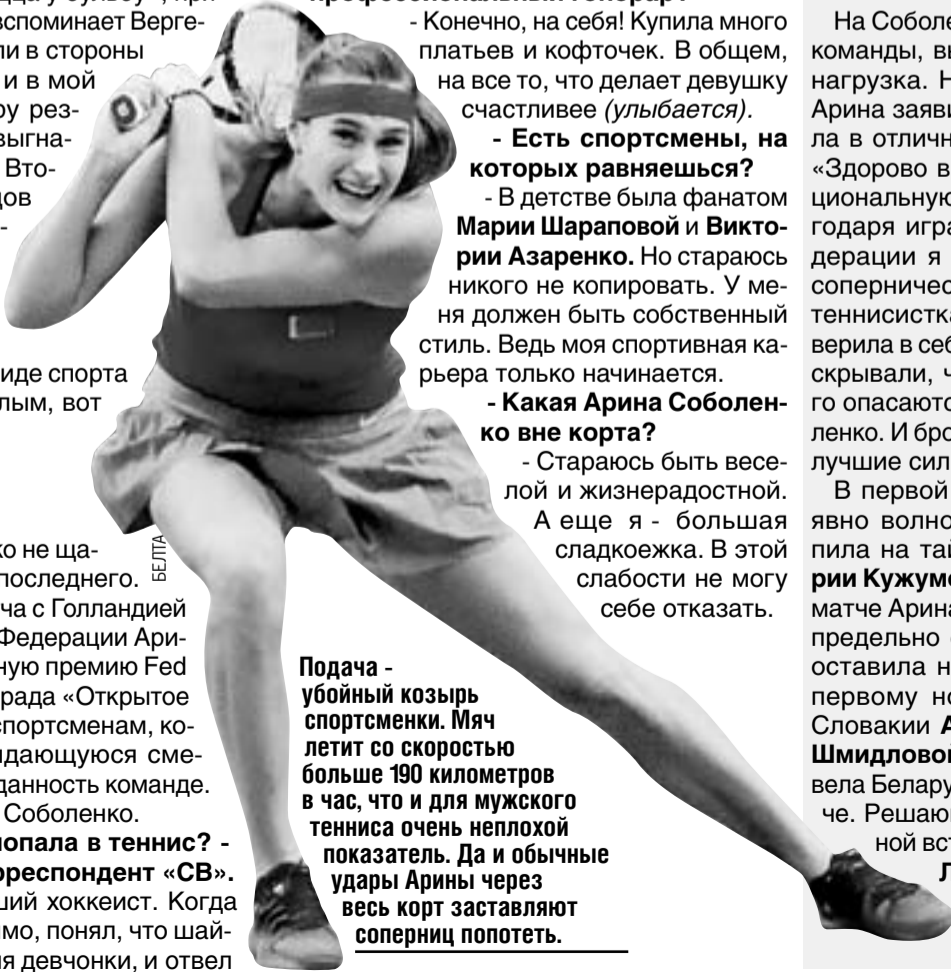 вспоминает Верге-
ли в стороны
и в мой
ру рез-
выгна-
Вто-
дов
иде спорта
лым, вот
ко не ща-
последнего.
ча с Голландией
Федерации Ари-
ную премию Fed
рада «Открытое
спортсменам, ко-
дающуюся сме-
данность команде.
Соболенко.
попала в теннис? -
рреспондент «СВ».
ший хоккеист. Когда
мо, понял, что шай-
я девчонки, и отвел
БЕЛТА
- Конечно, на себя! Купила много
платьев и кофточек. В общем,
на все то, что делает девушку
счастливее (улыбается).
- Есть спортсмены, на
которых равняешься?
- В детстве была фанатом
Марии Шараповой и Викто-
рии Азаренко. Но стараюсь
никого не копировать. У ме-
ня должен быть собственный
стиль. Ведь моя спортивная ка-
рьера только начинается.
- Какая Арина Соболен-
ко вне корта?
- Стараюсь быть весе-
лой и жизнерадостной.
А еще я - большая
сладкоежка. В этой
слабости не могу
себе отказать.
Подача -
убойный козырь
спортсменки. Мяч
летит со скоростью
больше 190 километров
в час, что и для мужского
тенниса очень неплохой
показатель. Да и обычные
удары Арины через
весь корт заставляют
соперниц попотеть.
На Соболе
команды, вы
нагрузка. Н
Арина заяви
ла в отличн
«Здорово в
циональную
годаря игра
дерации я
соперничес
теннисистка
верила в себ
скрывали, ч
го опасаютс
ленко. И бро
лучшие сил
В первой
явно волно
пила на тай
рии Кужумо
матче Арина
предельно
оставила н
первому но
Словакии А
Шмидловой
вела Белару
че. Решаю
ной вст